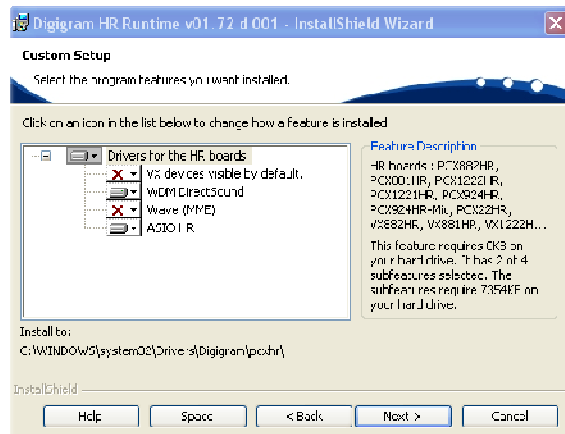 Digigram HR Runtime v01.72 d 001 - InstallShield Wizard
Custom Setup
Select the program features you want installed.
Click on an icon in the list below to change how a feature is installed
Drivers for the HR boards
VX devices visible by default.
WDM DirectSound
Wave (MME)
ASIO HR
Feature Description
HR boards : PCX882HR,
PCX1222HR,
PCX1221HR, PCX924HR,
PCX924HR-Mic, PCX22HR,
VX882HR, VX881HR, VX1222H...
This feature requires 0KB on
your hard drive. It has 2 of 4
subfeatures selected. The
subfeatures require 7354KB on
your hard drive.
Install to:
C:\WINDOWS\system32\Drivers\Digigram\pcxhr\
InstallShield
Help
Space
< Back
Next >
Cancel